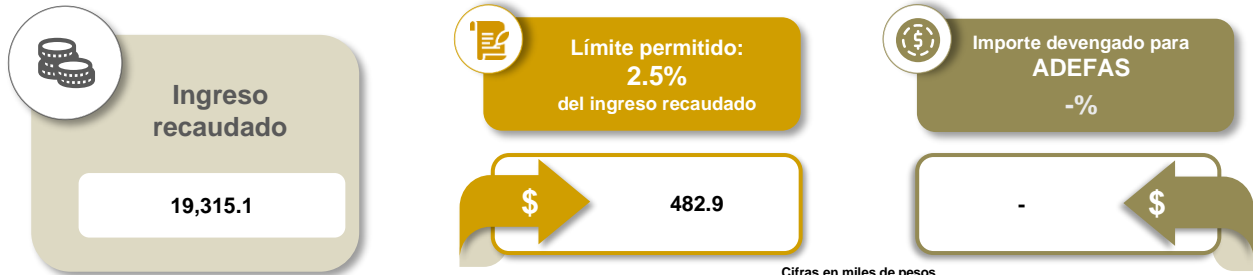 Ingreso
recaudado
19,315.1
Límite permitido:
2.5%
del ingreso recaudado
$
482.9
Importe devengado para
ADEFAS
-%
-
$
Cifras en miles de pesos